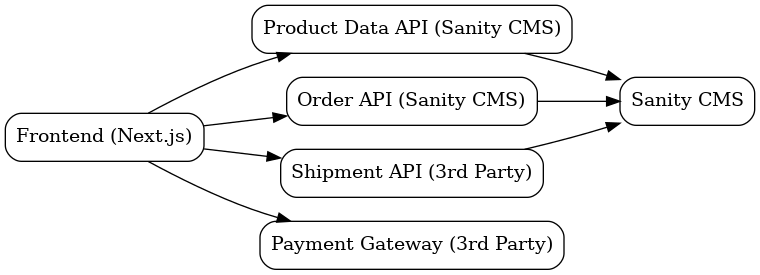 Product Data API (Sanity CMS)
Order API (Sanity CMS)
Sanity CMS
Frontend (Next.js)
Shipment API (3rd Party)
Payment Gateway (3rd Party)